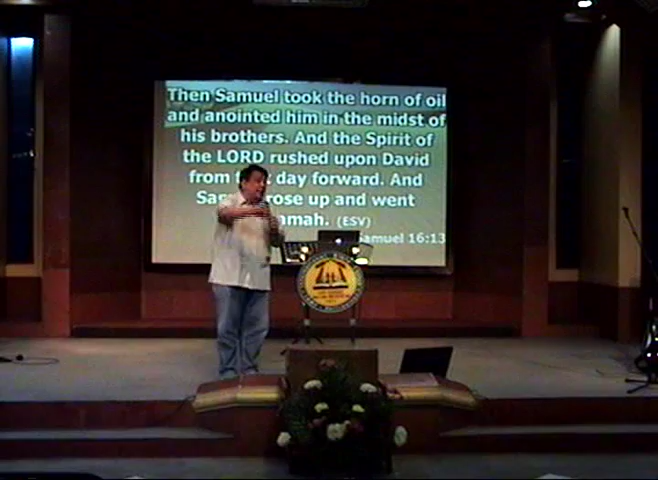 Then Samuel took the horn of oil
and anointed him in the midst of
his brothers. And the Spirit of
the LORD rushed upon David
from day forward. And
rose up and went
(ESV)
Samuel 16:13